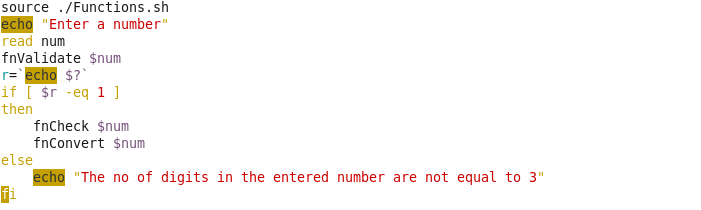 source ./Functions.sh
echo "Enter a number"
read num
fnValidate $num
r=`echo $?`
if [ $r -eq 1 ]
then
    fnCheck $num
    fnConvert $num
else
    echo "The no of digits in the entered number are not equal to 3"
fi